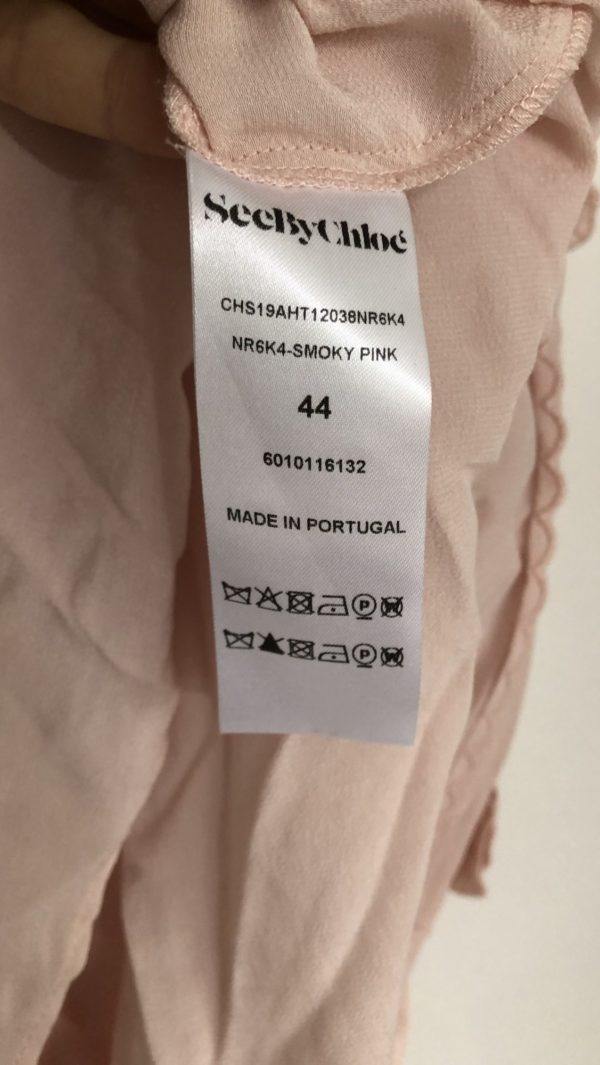 SeeByChloé
CHS19AHT12038NR6K4
NR6K4-SMOKY PINK
44
6010116132
MADE IN PORTUGAL
P W
P W